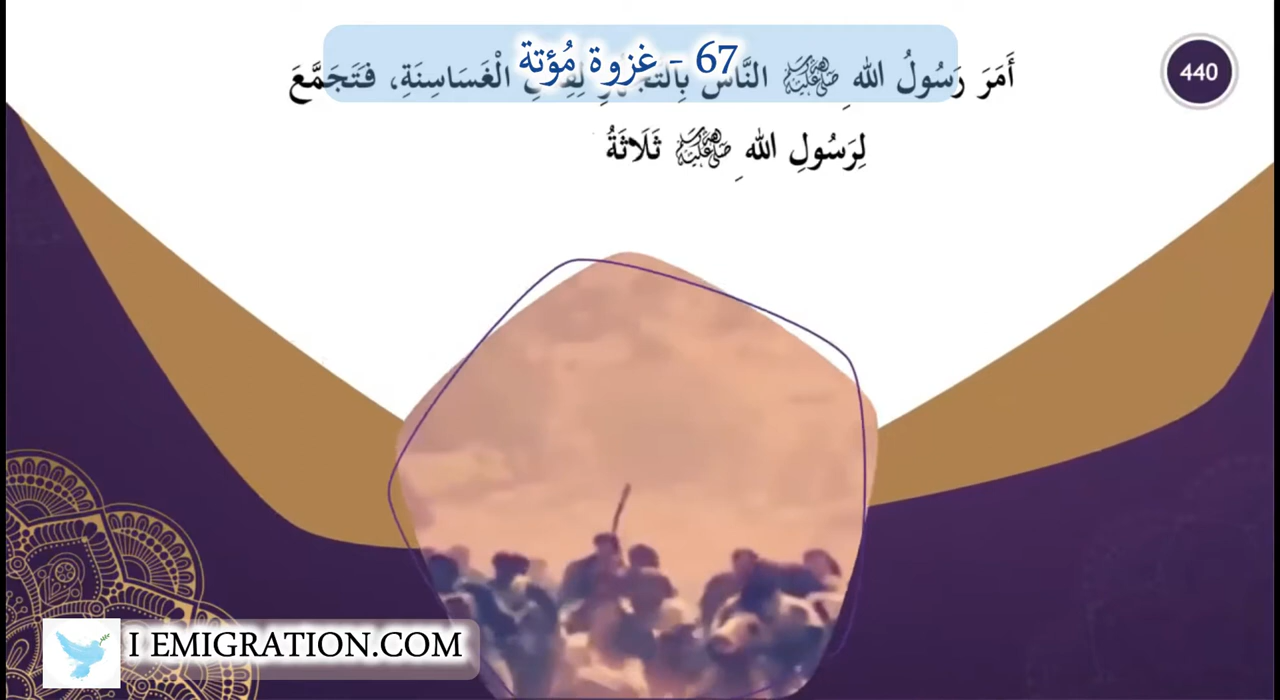 67 - غزوة مُؤتة
440
أَمَرَ رَسُولُ اللهِ ﷺ النَّاسَ الْغَسَاسِنَةِ، فَتَجَمَّعَ
لِرَسُولِ اللهِ ﷺ ثَلَاثَةُ
I EMIGRATION.COM